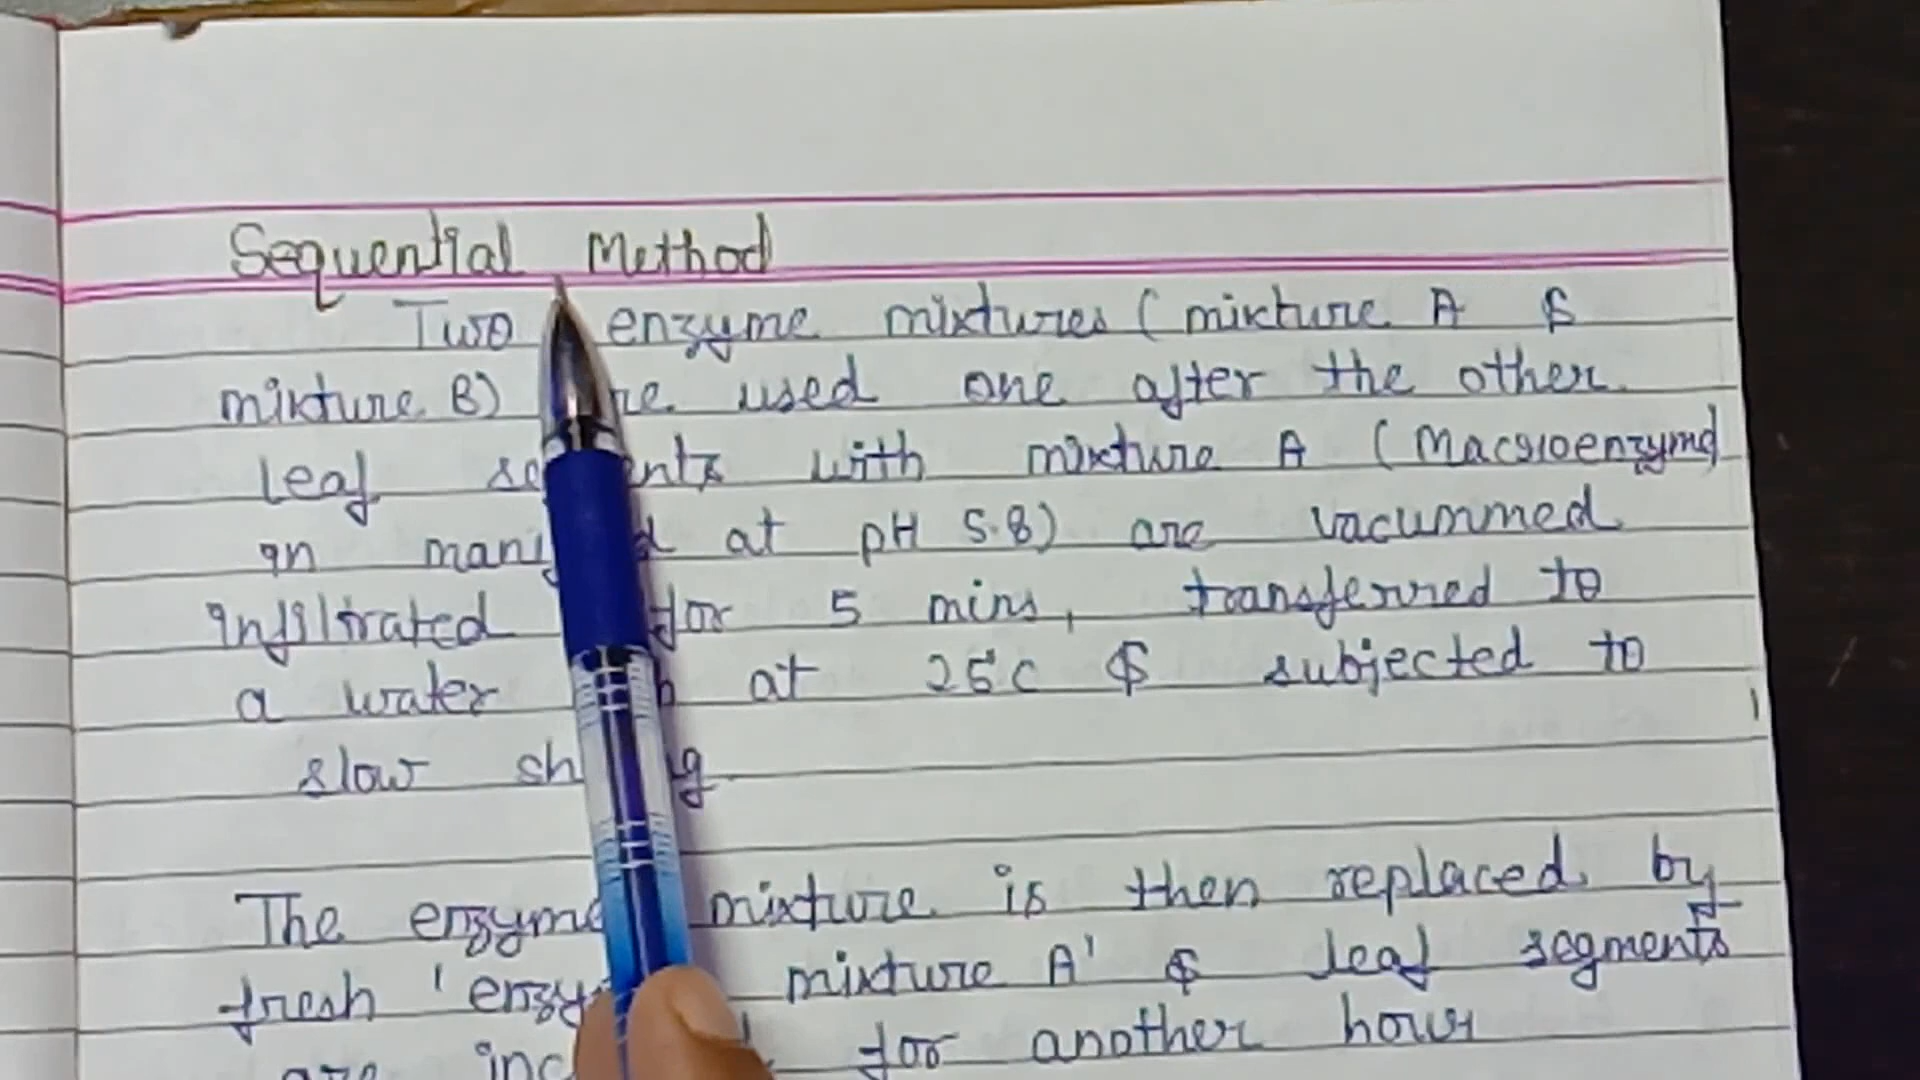 Sequential Method
Two enzyme mixtures (mixture A &
mixture B) used one after the other.
leaf with mixture A (Macroenzyme)
in at pH 5.8) are vacummed
infiltrated for 5 mins, transferred to
a water at 25°C & subjected to
slow
The enzyme mixture is then replaced by
fresh ' mixture A' & leaf segments
are for another hour